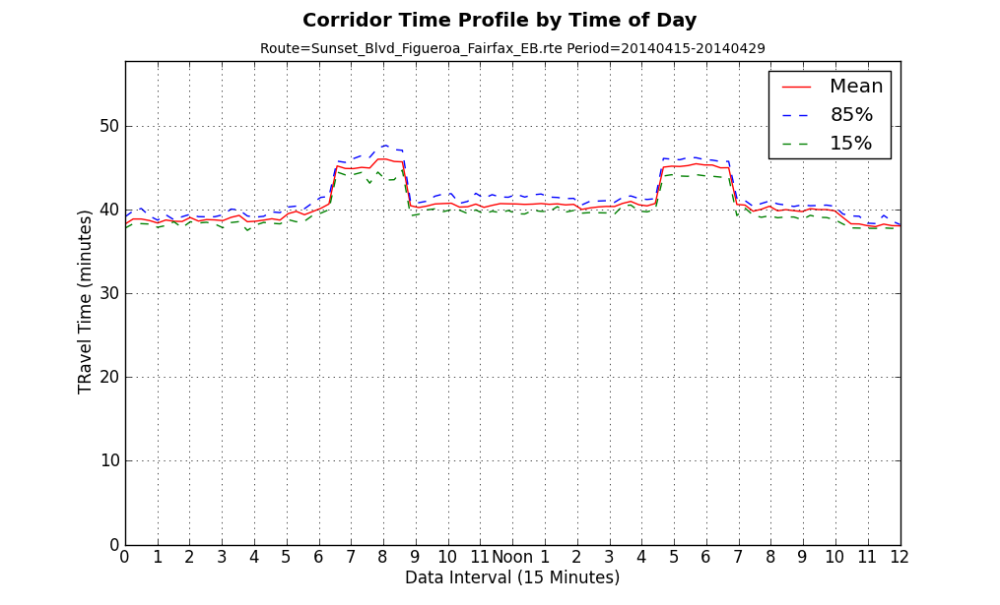 Corridor Time Profile by Time of Day
Route=Sunset_Blvd_Figueroa_Fairfax_EB.rte Period=20140415-20140429
Mean
85%
15%
50
40
30
20
10
0
TRavel Time (minutes)
0 1 2 3 4 5 6 7 8 9 10 11 Noon 1 2 3 4 5 6 7 8 9 10 11 12
Data Interval (15 Minutes)